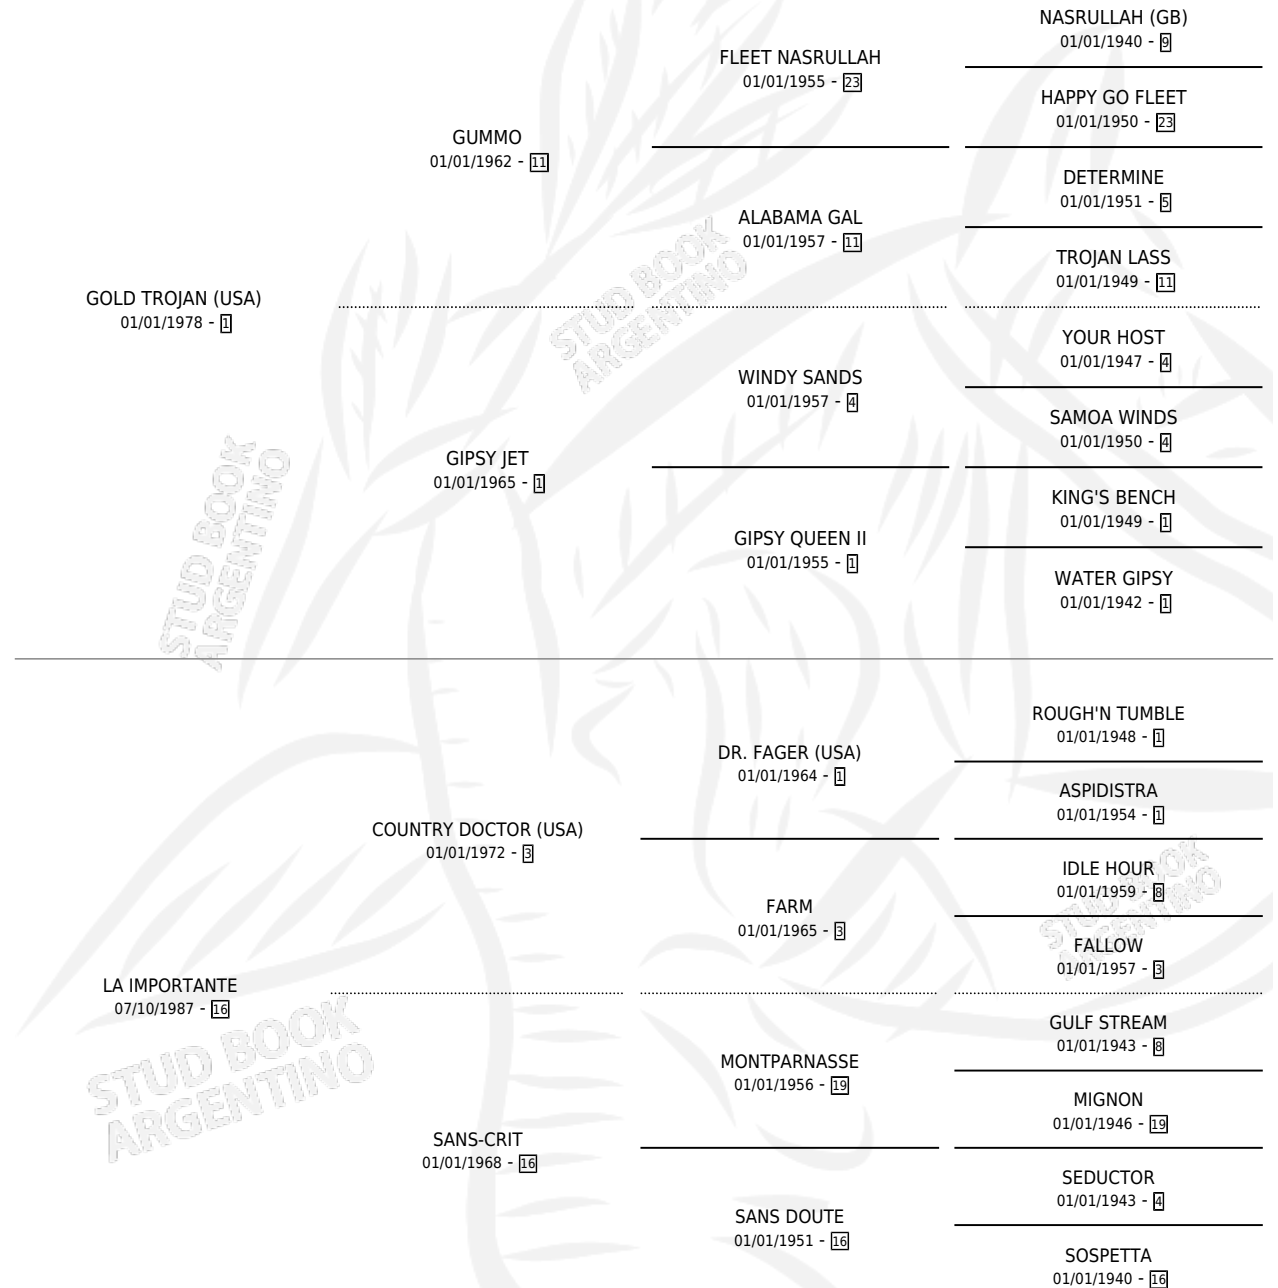 NASRULLAH (GB)
01/01/1940 - 9
FLEET NASRULLAH
01/01/1955 - 23
HAPPY GO FLEET
01/01/1950 - 23
GUMMO
01/01/1962 - 11
DETERMINE
01/01/1951 - 5
ALABAMA GAL
01/01/1957 - 11
TROJAN LASS
01/01/1949 - 11
GOLD TROJAN (USA)
01/01/1978 - 1
YOUR HOST
01/01/1947 - 4
WINDY SANDS
01/01/1957 - 4
SAMOA WINDS
01/01/1950 - 4
GIPSY JET
01/01/1965 - 1
KING'S BENCH
01/01/1949 - 1
GIPSY QUEEN II
01/01/1955 - 1
WATER GIPSY
01/01/1942 - 1
STUD BOOK
ARGENTINO
STUD BOOK
ARGENTINO
ROUGH'N TUMBLE
01/01/1948 - 1
DR. FAGER (USA)
01/01/1964 - 1
ASPIDISTRA
01/01/1954 - 1
COUNTRY DOCTOR (USA)
01/01/1972 - 3
IDLE HOUR
01/01/1959 - 8
FARM
01/01/1965 - 3
FALLOW
01/01/1957 - 3
STUD BOOK
ARGENTINO
LA IMPORTANTE
07/10/1987 - 16
GULF STREAM
01/01/1943 - 8
MONTPARNASSE
01/01/1956 - 19
MIGNON
01/01/1946 - 19
STUD BOOK
ARGENTINO
SANS-CRIT
01/01/1968 - 16
SEDUCTOR
01/01/1943 - 4
SANS DOUTE
01/01/1951 - 16
SOSPETTA
01/01/1940 - 16